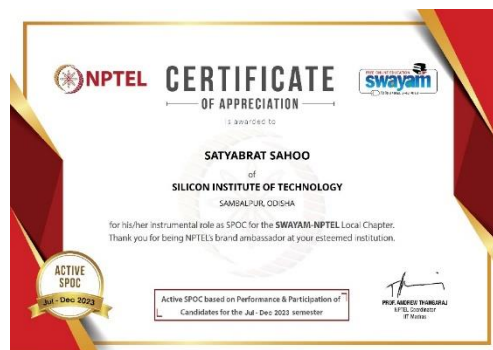 NPTEL
CERTIFICATE
OF APPRECIATION
FREE ONLINE EDUCATION
swayam
is awarded to
SATYABRAT SAHOO
of
SILICON INSTITUTE OF TECHNOLOGY
SAMBALPUR, ODISHA
for his/her instrumental role as SPOC for the SWAYAM-NPTEL Local Chapter.
Thank you for being NPTEL's brand ambassador at your esteemed institution.
ACTIVE
SPOC
Jul - Dec 2023
Active SPOC based on Performance & Participation of
Candidates for the Jul - Dec 2023 semester
PROF. ANDREW THANGARAJ
NPTEL Coordinator
IIT Madras